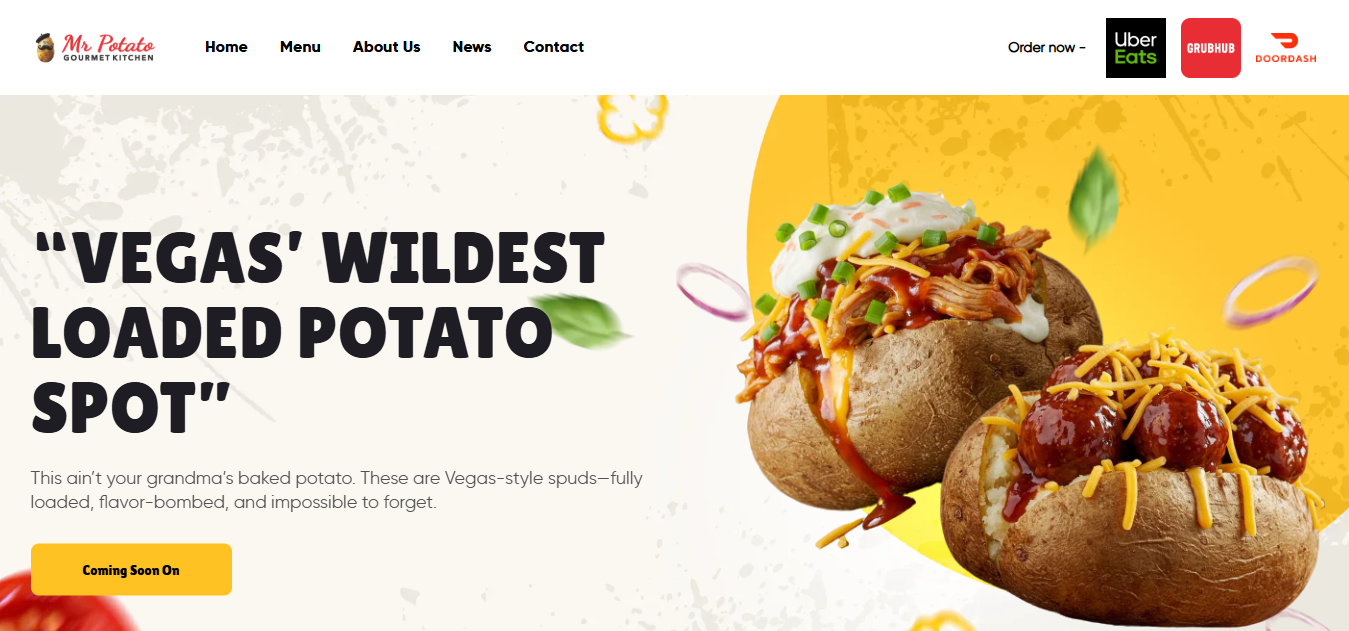 Mr Potato
GOURMET KITCHEN
Home
Menu
About Us
News
Contact
Order now -
Uber
Eats
GRUBHUB
DOORDASH
“VEGAS’ WILDEST
LOADED POTATO
SPOT”
This ain’t your grandma’s baked potato. These are Vegas-style spuds—fully
loaded, flavor-bombed, and impossible to forget.
Coming Soon On